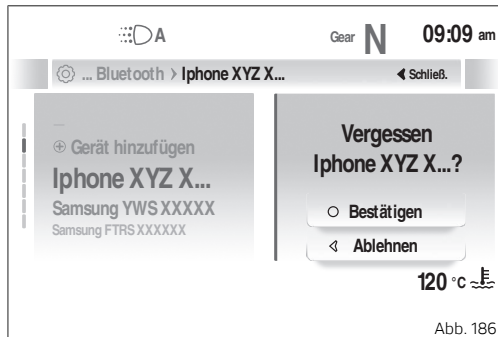 A
Gear N
09:09 am
... Bluetooth > Iphone XYZ X...
Schließ.
Gerät hinzufügen
Iphone XYZ X...
Samsung YWS XXXXX
Samsung FTRS XXXXXX
Vergessen
Iphone XYZ X...?
Bestätigen
Ablehnen
120 °C
Abb. 186